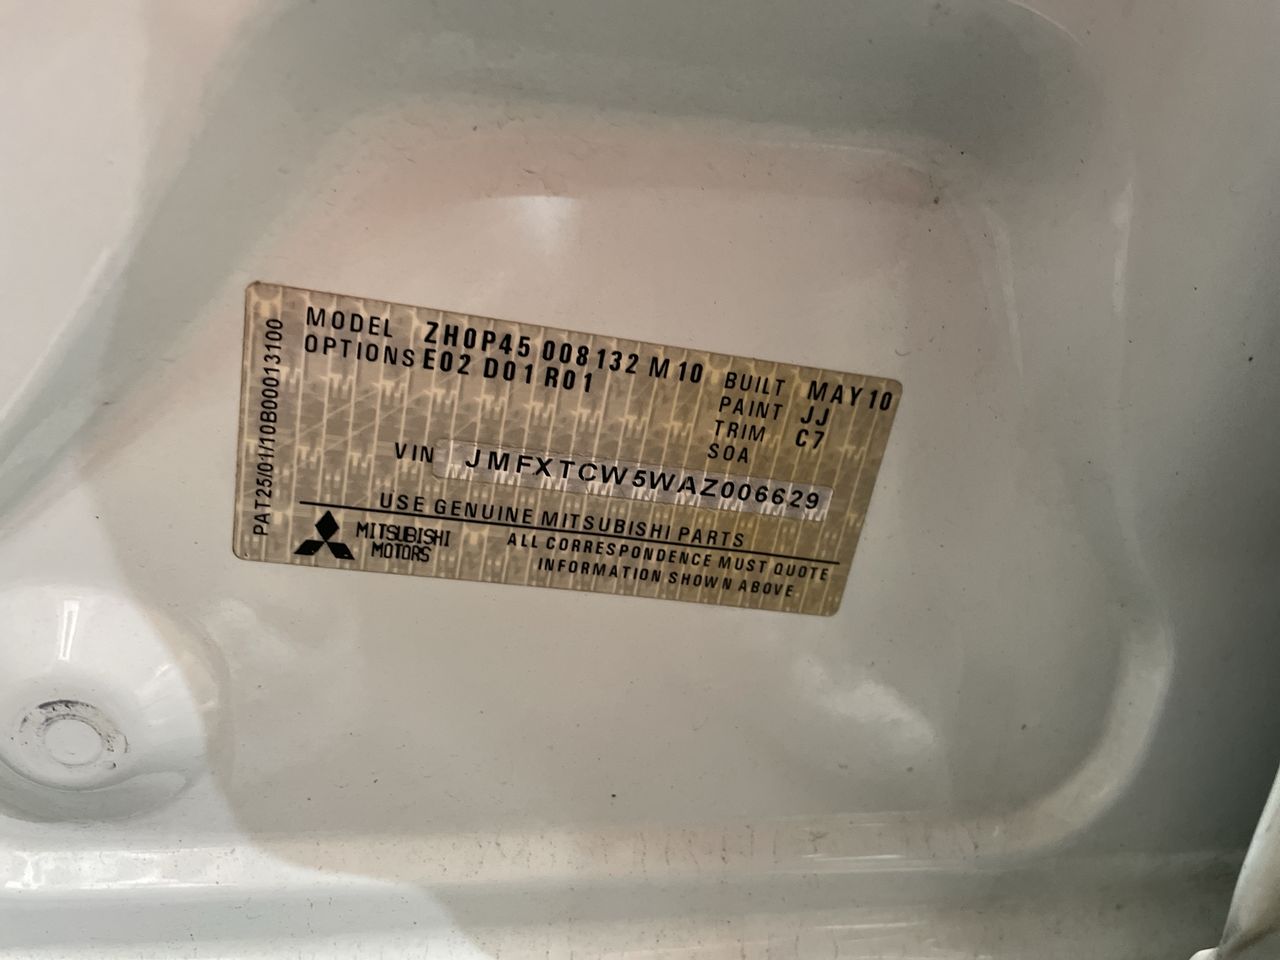 PAT25/01/10B00013100
MODEL ZH0P45 008132 M10 BUILT MAY10
OPTIONS E02 D01 R01 PAINT JJ
TRIM C7
SOA
VIN JMFXTCW5WAZ006629
USE GENUINE MITSUBISHI PARTS
MITSUBISHI MOTORS
ALL CORRESPONDENCE MUST QUOTE
INFORMATION SHOWN ABOVE